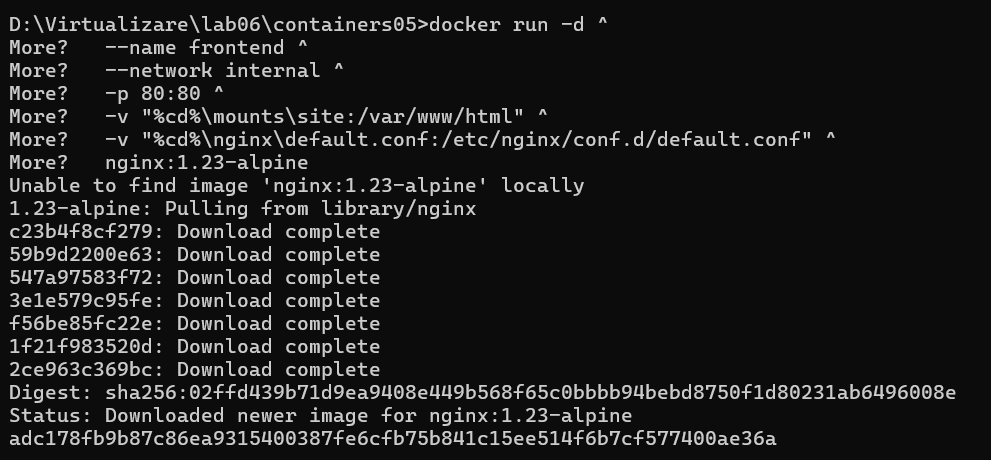 D:\Virtualizare\lab06\containers05>docker run -d ^
More?   --name frontend ^
More?   --network internal ^
More?   -p 80:80 ^
More?   -v "%cd%\mounts\site:/var/www/html" ^
More?   -v "%cd%\nginx\default.conf:/etc/nginx/conf.d/default.conf" ^
More?   nginx:1.23-alpine
Unable to find image 'nginx:1.23-alpine' locally
1.23-alpine: Pulling from library/nginx
c23b4f8cf279: Download complete
59b9d2200e63: Download complete
547a97583f72: Download complete
3e1e579c95fe: Download complete
f56be85fc22e: Download complete
1f21f983520d: Download complete
2ce963c369bc: Download complete
Digest: sha256:02ffd439b71d9ea9408e449b568f65c0bbbb94bebd8750f1d80231ab6496008e
Status: Downloaded newer image for nginx:1.23-alpine
adc178fb9b87c86ea9315400387fe6cfb75b841c15ee514f6b7cf577400ae36a